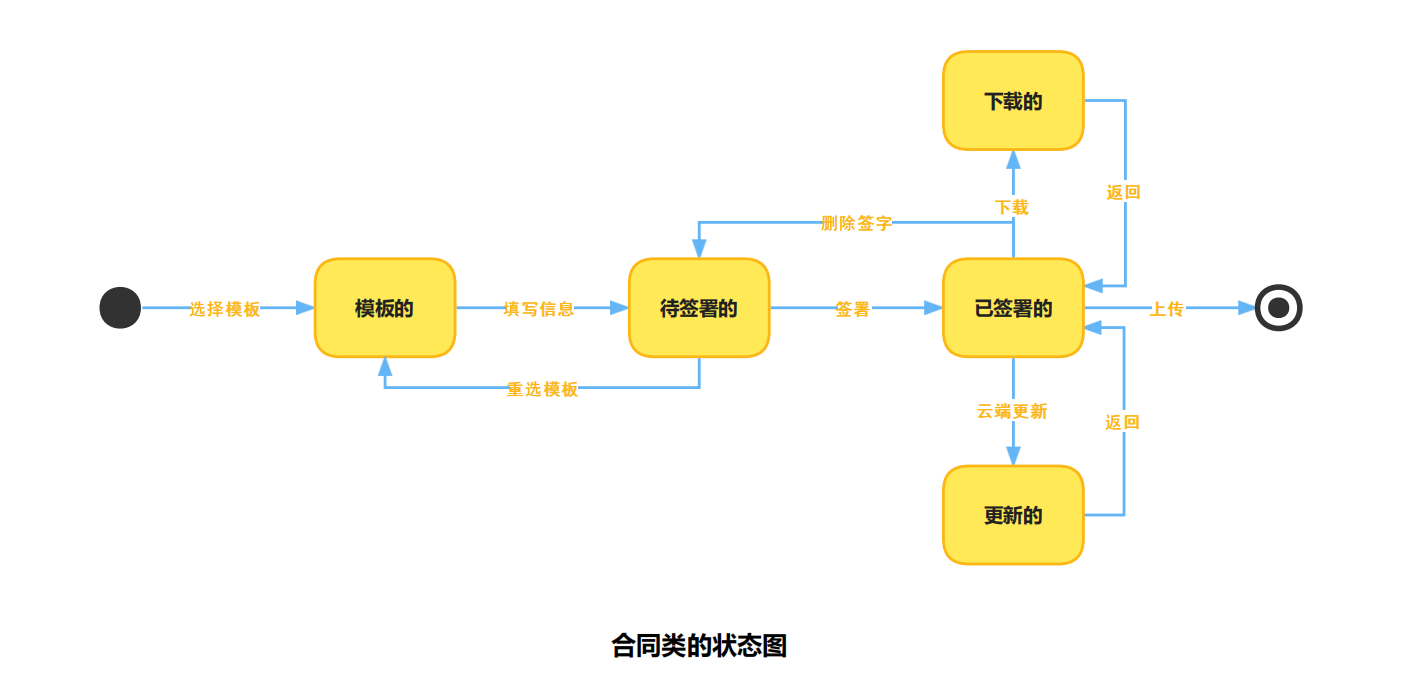 下载的
返回
下载
删除签字
选择模板
模板的
填写信息
待签署的
签署
已签署的
上传
重选模板
云端更新
返回
更新的
合同类的状态图